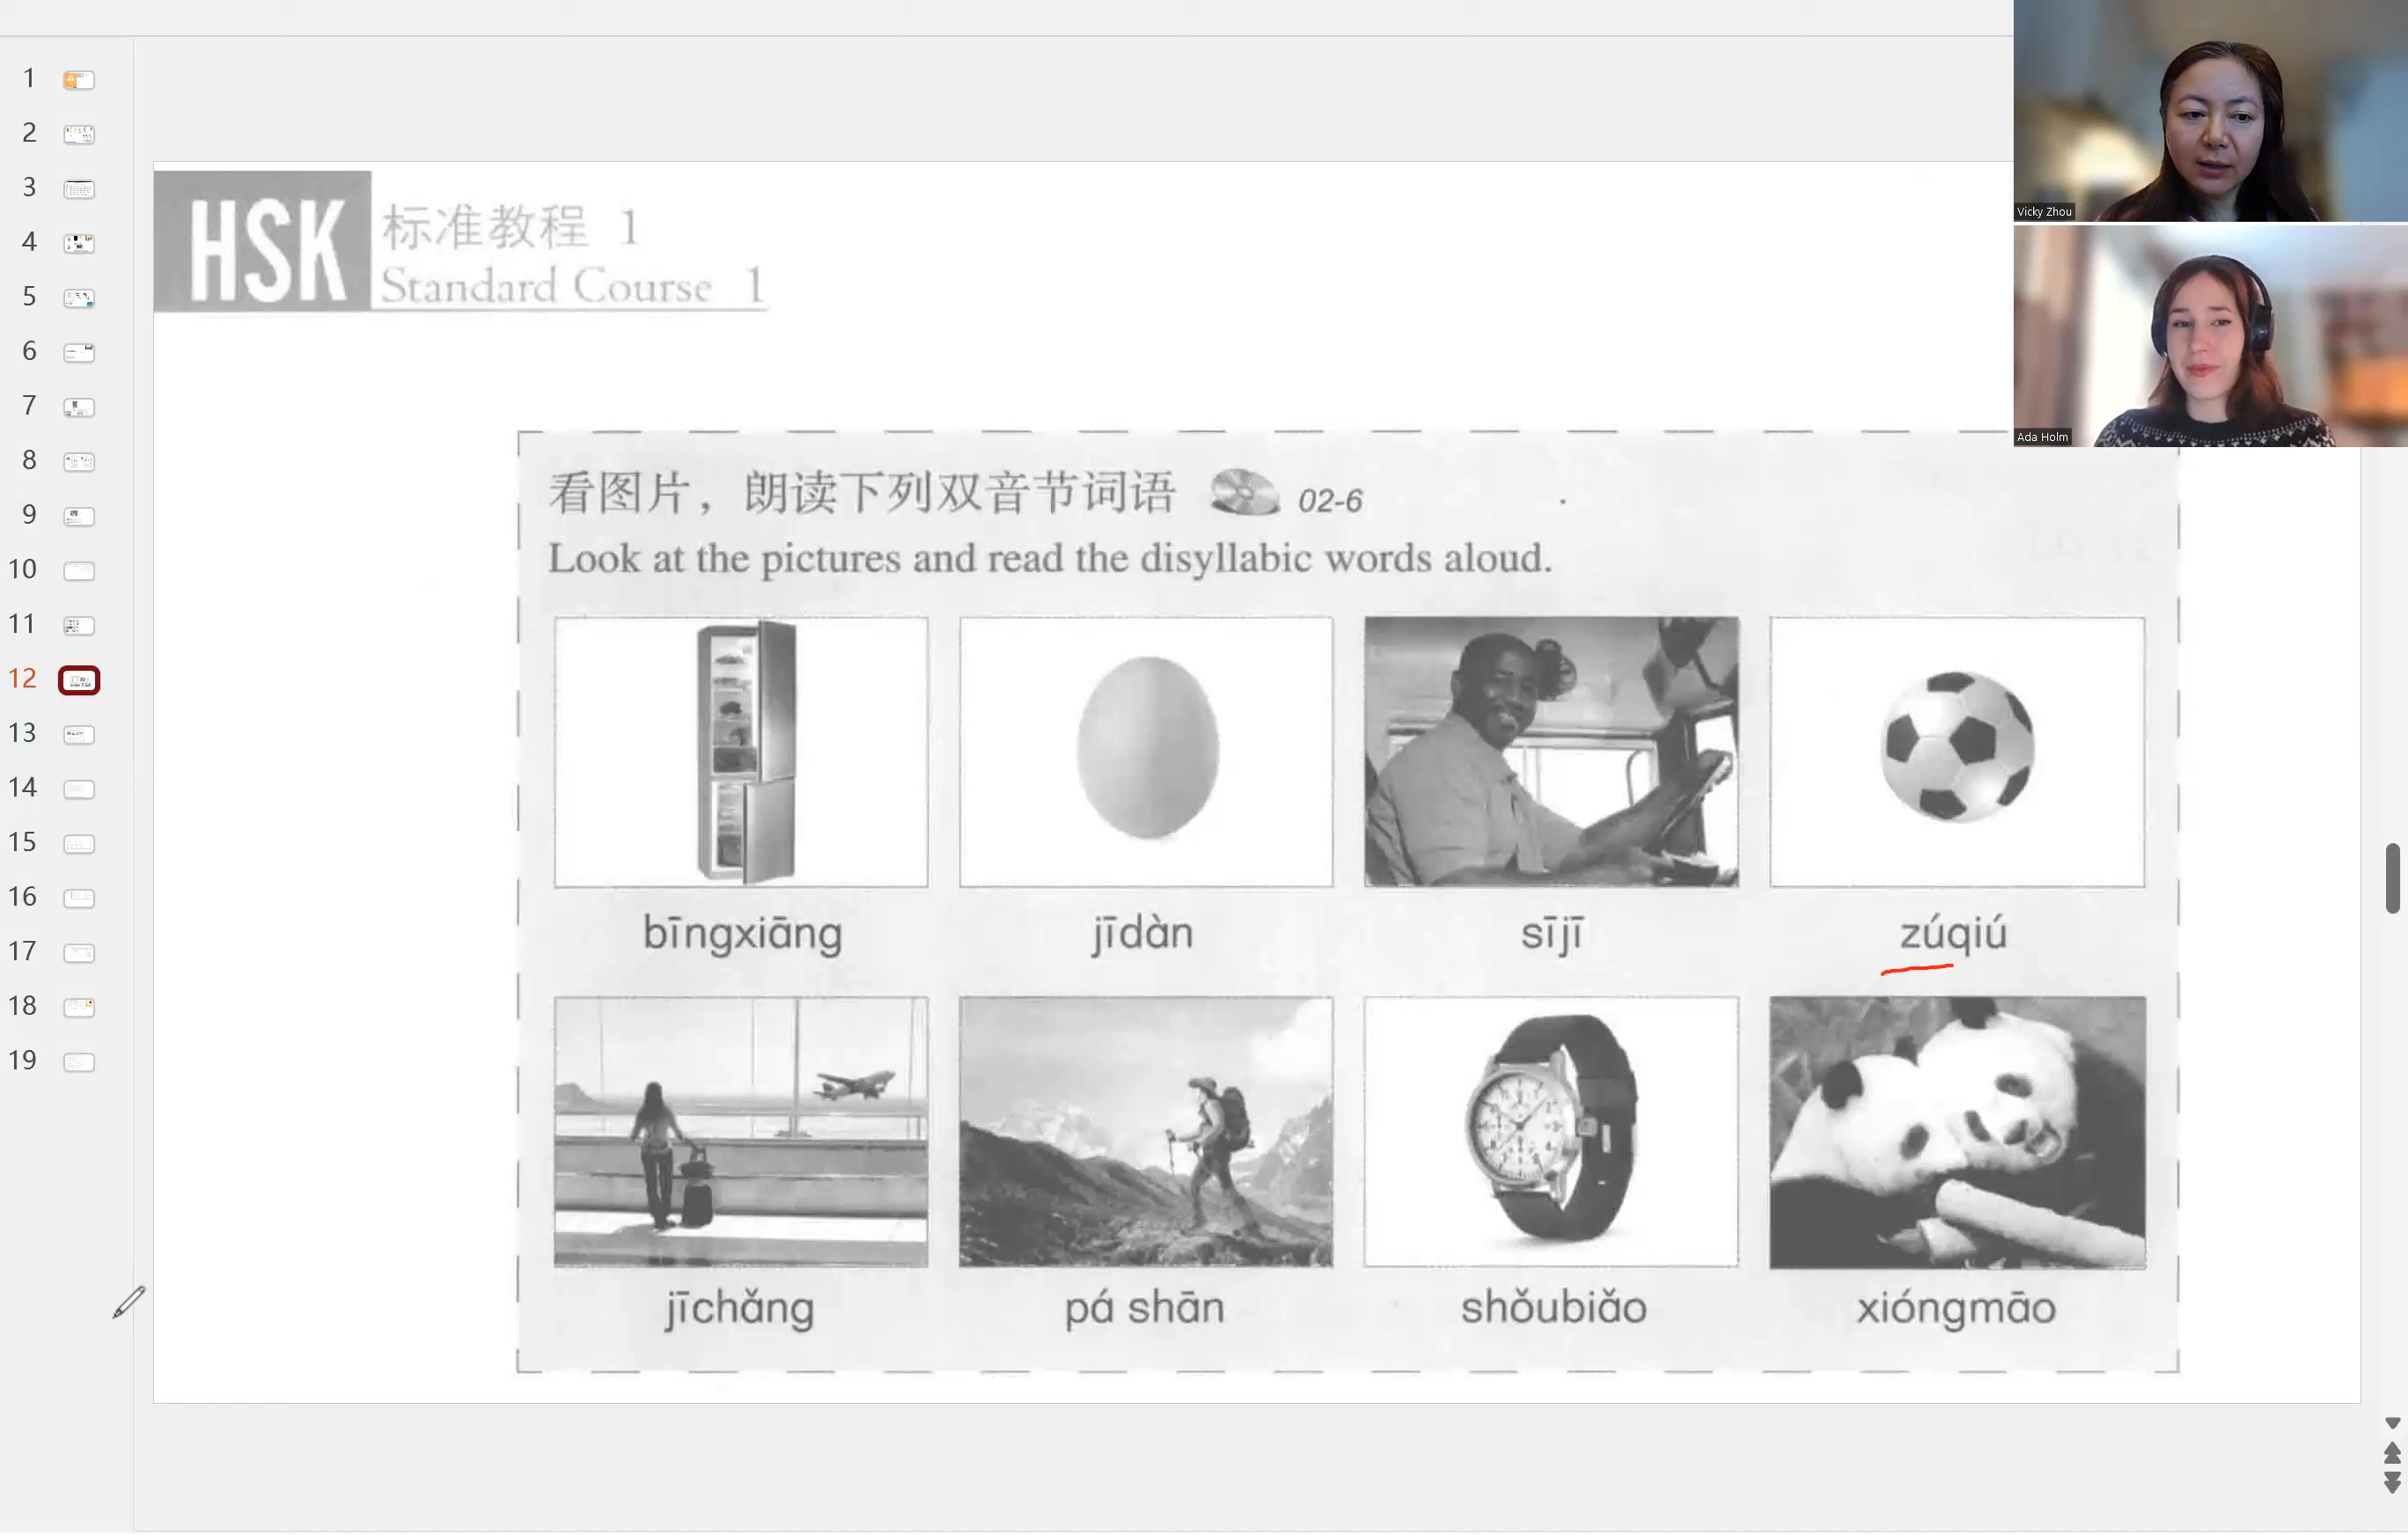 1
2
3
4
5
6
7
8
9
10
11
12
13
14
15
16
17
18
19
HSK 标准教程 1
Standard Course 1
Vicky Zhou
Ada Holm
看图片，朗读下列双音节词语 02-6
Look at the pictures and read the disyllabic words aloud.
bīngxiāng jīdàn sījī zúqiú
jīchǎng pá shān shǒubiǎo xióngmāo